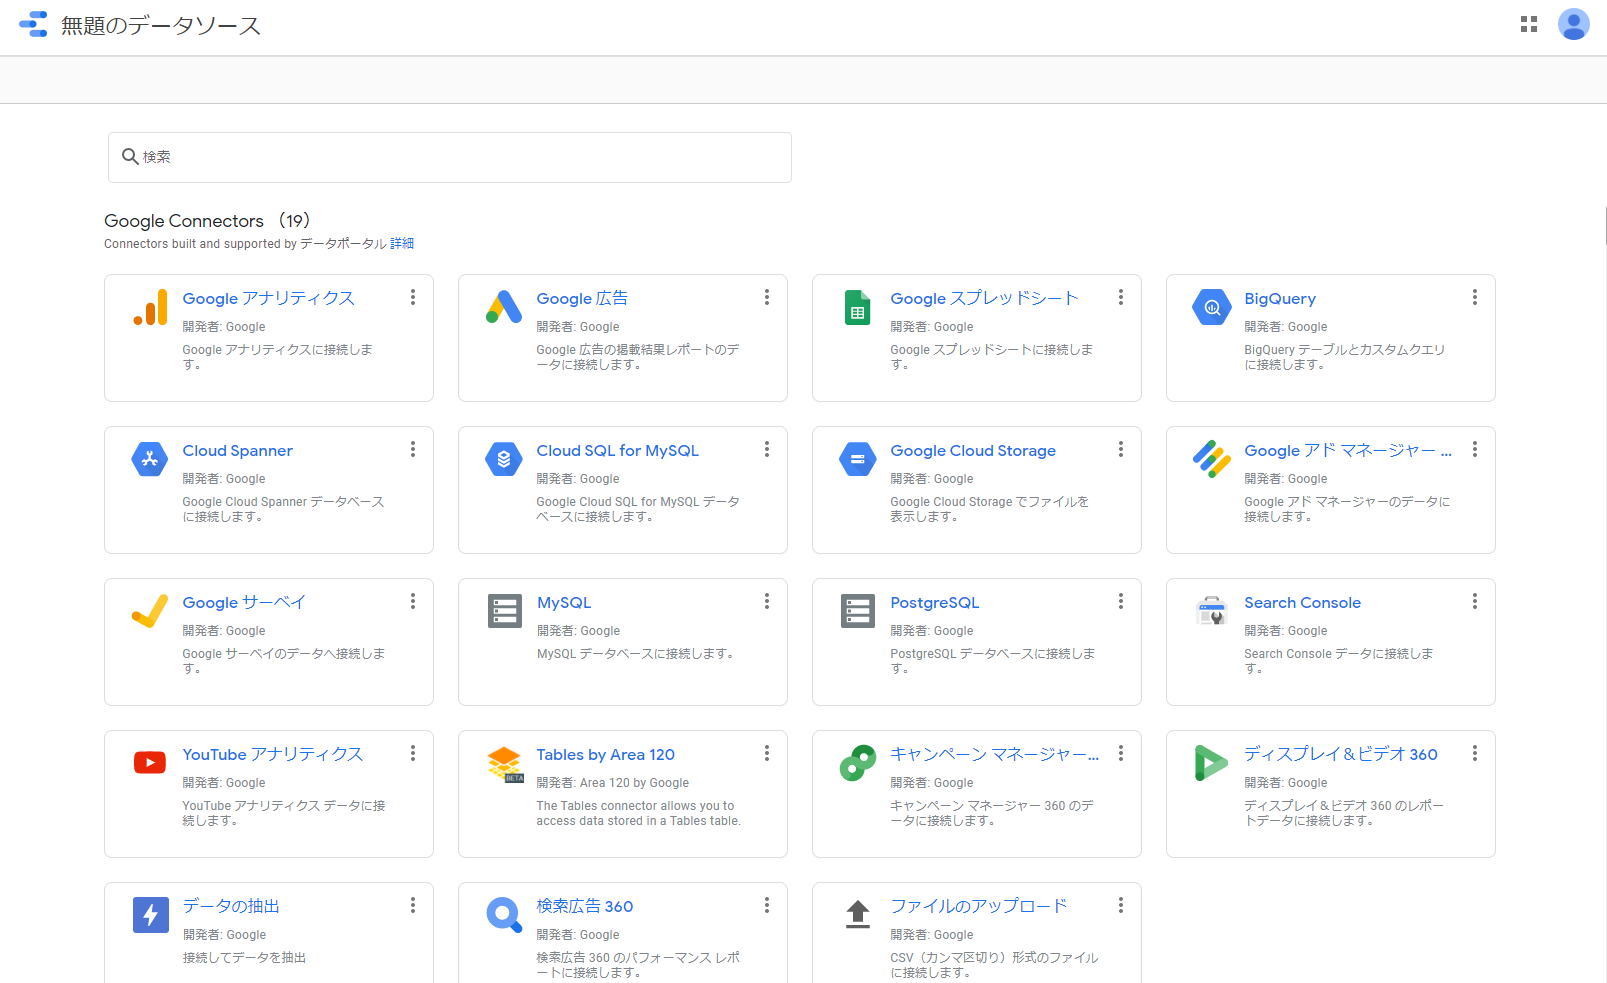 無題のデータソース
検索
Google Connectors （19）
Connectors built and supported by データポータル 詳細
Google アナリティクス
開発者: Google
Google アナリティクスに接続しま
す。
Google 広告
開発者: Google
Google 広告の掲載結果レポートのデ
ータに接続します。
Google スプレッドシート
開発者: Google
Google スプレッドシートに接続しま
す。
BigQuery
開発者: Google
BigQuery テーブルとカスタムクエリ
に接続します。
Cloud Spanner
開発者: Google
Google Cloud Spanner データベース
に接続します。
Cloud SQL for MySQL
開発者: Google
Google Cloud SQL for MySQL データ
ベースに接続します。
Google Cloud Storage
開発者: Google
Google Cloud Storage でファイルを
表示します。
Google アド マネージャー ...
開発者: Google
Google アド マネージャーのデータに
接続します。
Google サーベイ
開発者: Google
Google サーベイのデータへ接続しま
す。
MySQL
開発者: Google
MySQL データベースに接続します。
PostgreSQL
開発者: Google
PostgreSQL データベースに接続しま
す。
Search Console
開発者: Google
Search Console データに接続しま
す。
YouTube アナリティクス
開発者: Google
YouTube アナリティクス データに接
続します。
BETA
Tables by Area 120
開発者: Area 120 by Google
The Tables connector allows you to
access data stored in a Tables table.
キャンペーン マネージャー...
開発者: Google
キャンペーン マネージャー 360 のデ
ータに接続します。
ディスプレイ＆ビデオ 360
開発者: Google
ディスプレイ＆ビデオ 360 のレポー
トデータに接続します。
データの抽出
開発者: Google
接続してデータを抽出
検索広告 360
開発者: Google
検索広告 360 のパフォーマンス レポ
ートに接続します。
ファイルのアップロード
開発者: Google
CSV（カンマ区切り）形式のファイル
に接続します。